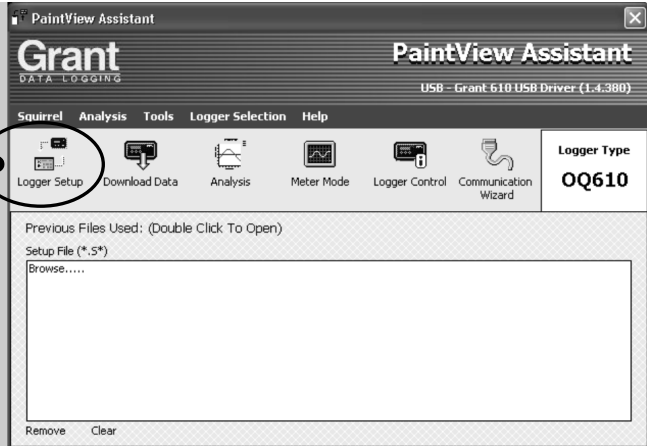 PaintView Assistant
Grant
DATA LOGGING
PaintView Assistant
USB - Grant 610 USB Driver (1.4.380)
Squirrel Analysis Tools Logger Selection Help
Logger Setup
Download Data
Analysis
Meter Mode
Logger Control
Communication
Wizard
Logger Type
OQ610
Previous Files Used: (Double Click To Open)
Setup File (*.S*)
Browse.....
Remove Clear